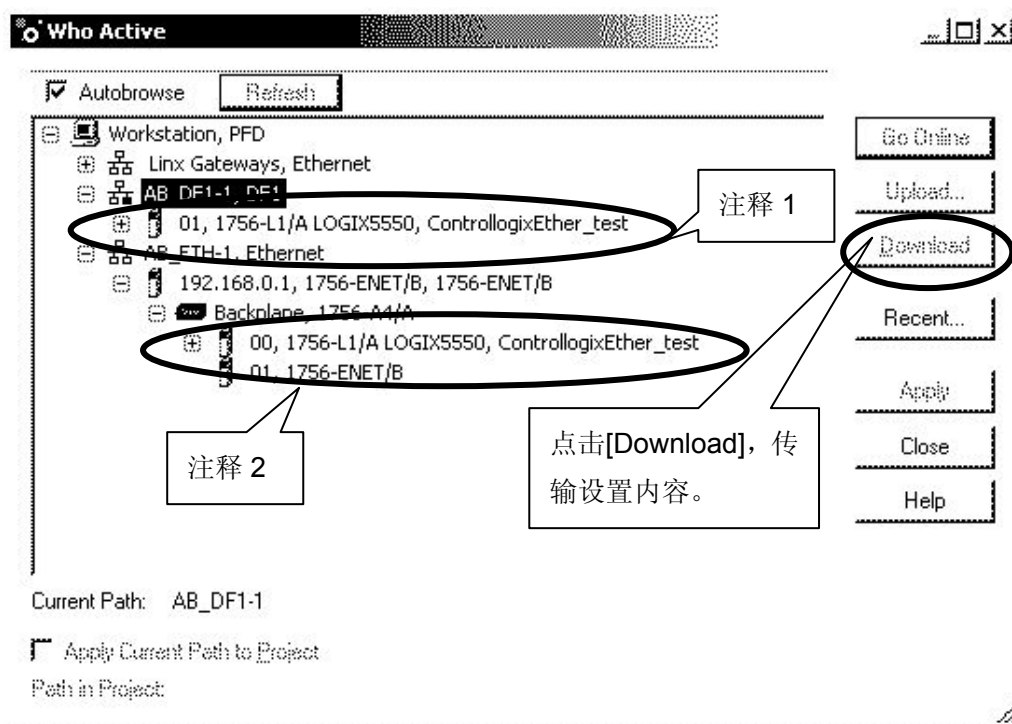 Who Active
Autobrowse
Refresh
Workstation, PFD
Linx Gateways, Ethernet
AB_DF1-1, DF1
01, 1756-L1/A LOGIX5550, ControllogixEther_test
AB_ETH-1, Ethernet
192.168.0.1, 1756-ENET/B, 1756-ENET/B
Backplane, 1756-A4/A
00, 1756-L1/A LOGIX5550, ControllogixEther_test
01, 1756-ENET/B
Go Online
Upload...
Download
Recent...
Apply
Close
Help
注释 1
注释 2
点击[Download]，传
输设置内容。
Current Path: AB_DF1-1
Apply Current Path to Project
Path in Project: